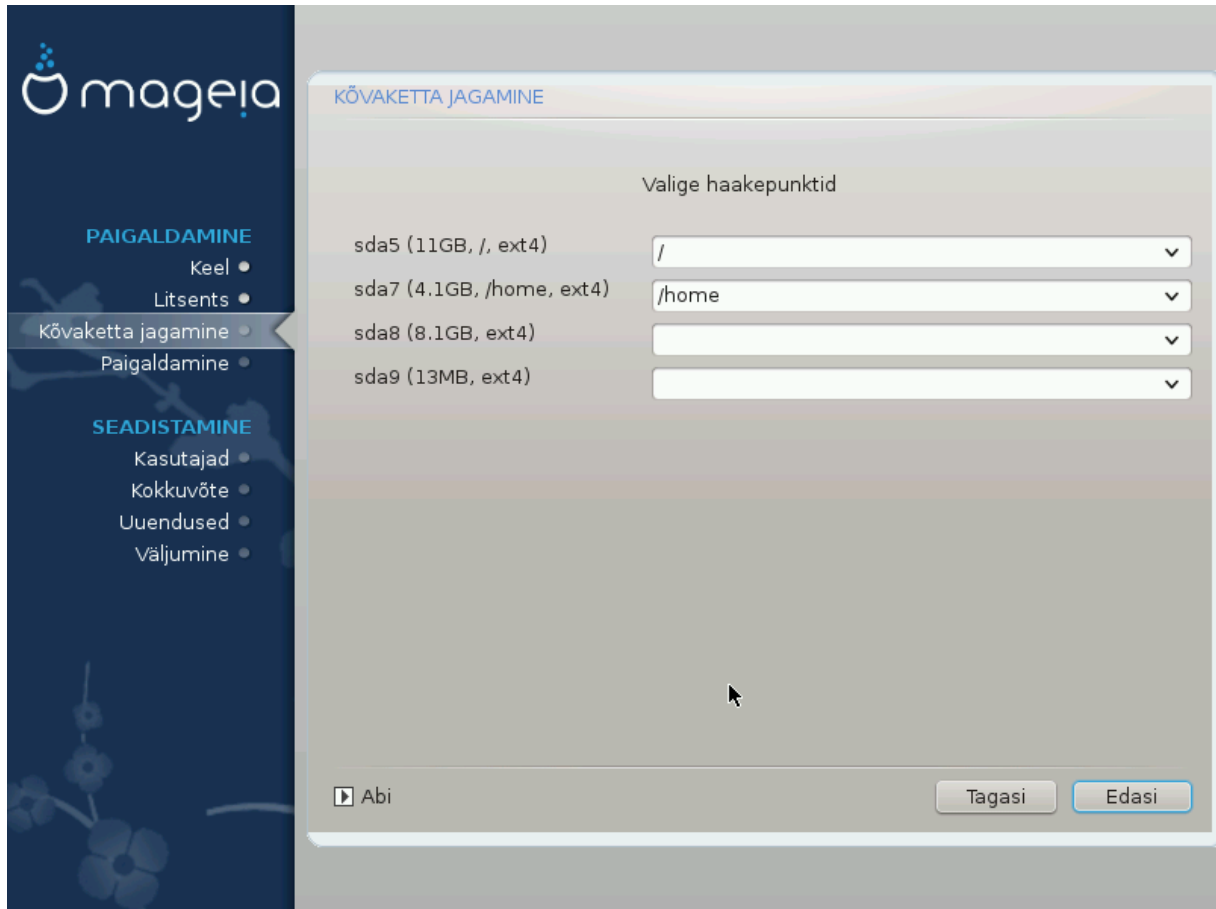 mageia
PAIGALDAMINE
Keel
Litsents
Kõvaketta jagamine
Paigaldamine
SEADISTAMINE
Kasutajad
Kokkuvõte
Uuendused
Väljumine
KÕVAKETTA JAGAMINE
Valige haakepunktid
sda5 (11GB, /, ext4) /
sda7 (4.1GB, /home, ext4) /home
sda8 (8.1GB, ext4)
sda9 (13MB, ext4)
Abi
Tagasi
Edasi